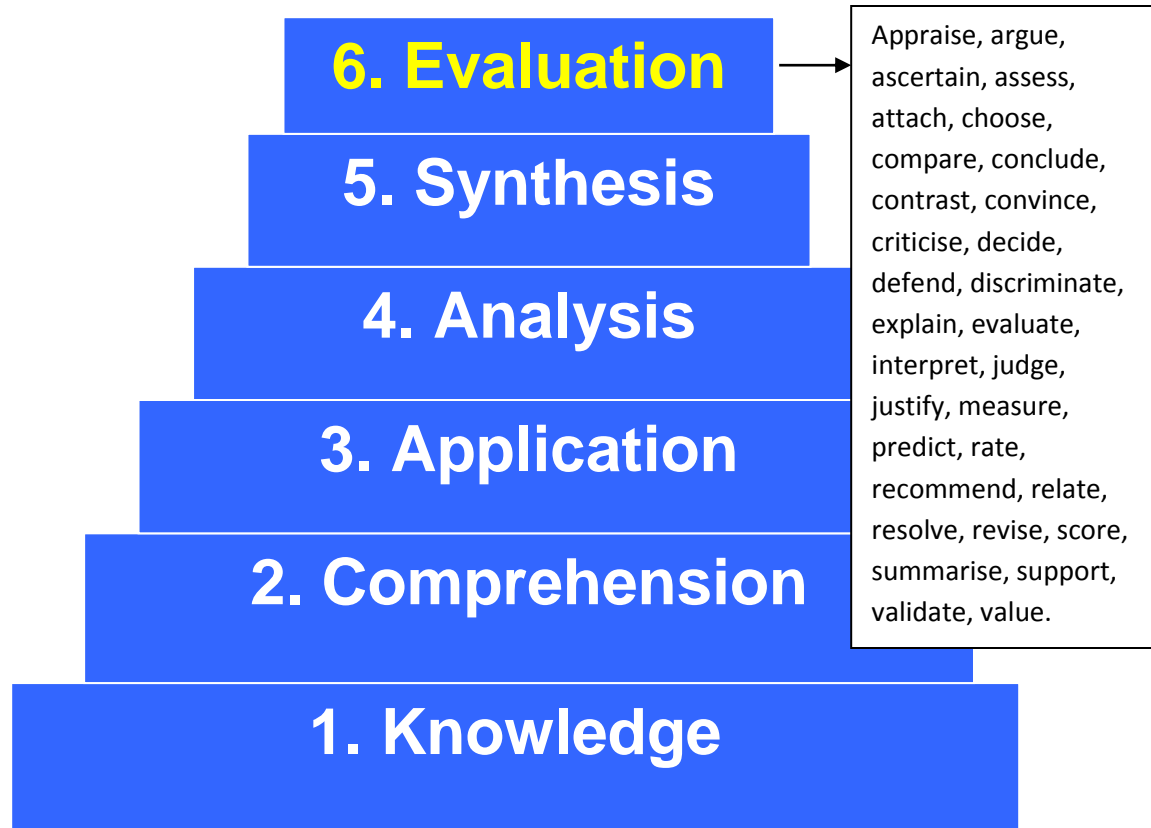 6. Evaluation
5. Synthesis
4. Analysis
3. Application
2. Comprehension
1. Knowledge
Appraise, argue,
ascertain, assess,
attach, choose,
compare, conclude,
contrast, convince,
criticise, decide,
defend, discriminate,
explain, evaluate,
interpret, judge,
justify, measure,
predict, rate,
recommend, relate,
resolve, revise, score,
summarise, support,
validate, value.